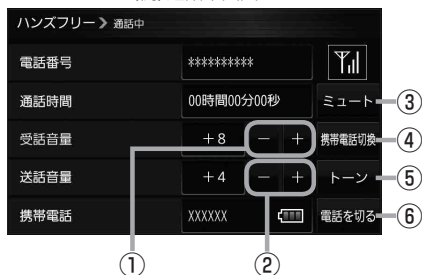 ハンズフリー 》通話中
電話番号 **********
通話時間 00時間00分00秒 ミュート ③
受話音量 +8 − + 携帯電話切換 ④
送話音量 +4 − + トーン ⑤
携帯電話 XXXXXX 電話を切る ⑥
① ②